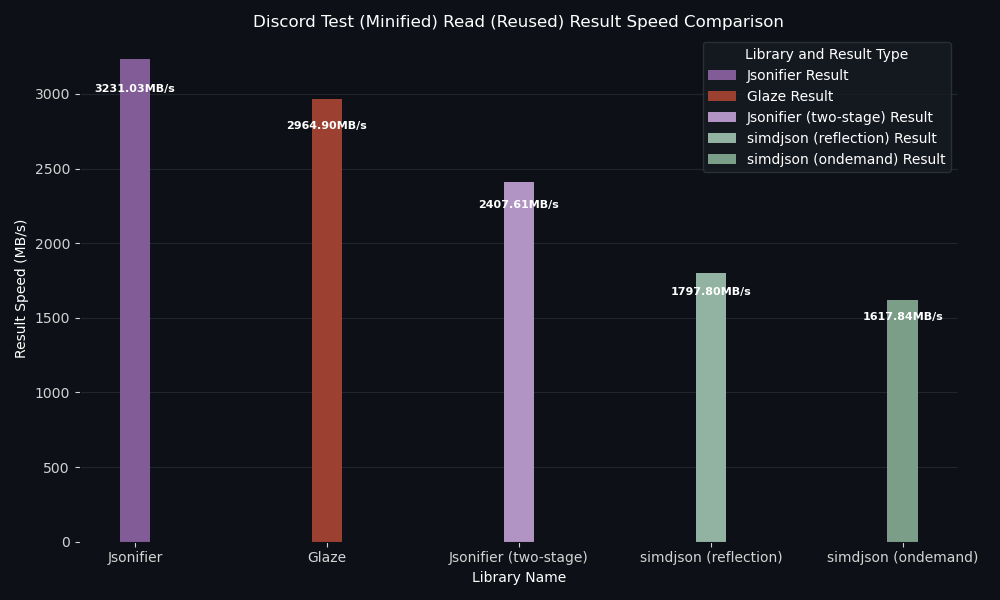 Discord Test (Minified) Read (Reused) Result Speed Comparison
Library and Result Type
Jsonifier Result
Glaze Result
Jsonifier (two-stage) Result
simdjson (reflection) Result
simdjson (ondemand) Result
Result Speed (MB/s)
3000
2500
2000
1500
1000
500
0
3231.03MB/s
2964.90MB/s
2407.61MB/s
1797.80MB/s
1617.84MB/s
Jsonifier
Glaze
Jsonifier (two-stage)
simdjson (reflection)
simdjson (ondemand)
Library Name